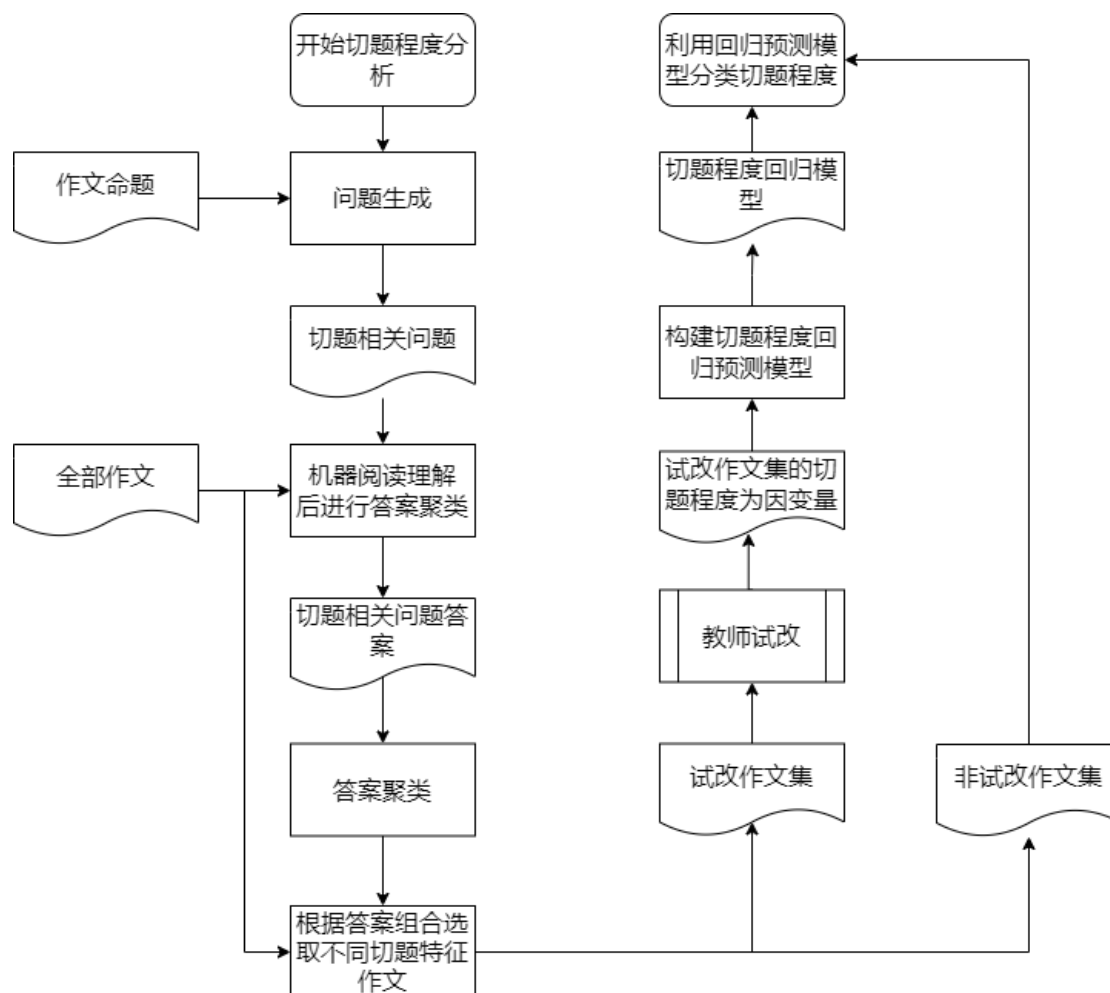 开始切题程度分
析
作文命题
问题生成
切题相关问题
全部作文
机器阅读理解
后进行答案聚类
切题相关问题答
案
答案聚类
根据答案组合选
取不同切题特征
作文
利用回归预测模
型分类切题程度
切题程度回归模
型
构建切题程度回
归预测模型
试改作文集的切
题程度为因变量
教师试改
试改作文集
非试改作文集